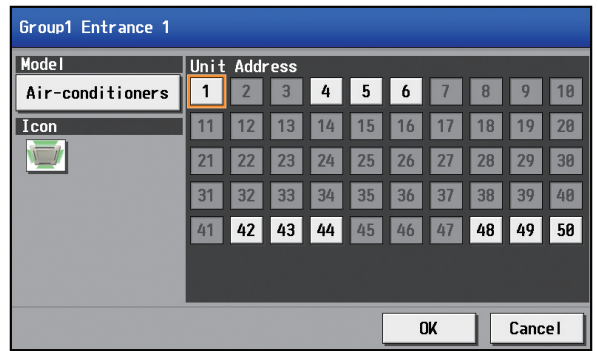 Group1 Entrance 1
Model
Air-conditioners
Icon
Unit Address
1 2 3 4 5 6 7 8 9 10
11 12 13 14 15 16 17 18 19 20
21 22 23 24 25 26 27 28 29 30
31 32 33 34 35 36 37 38 39 40
41 42 43 44 45 46 47 48 49 50
OK Cancel